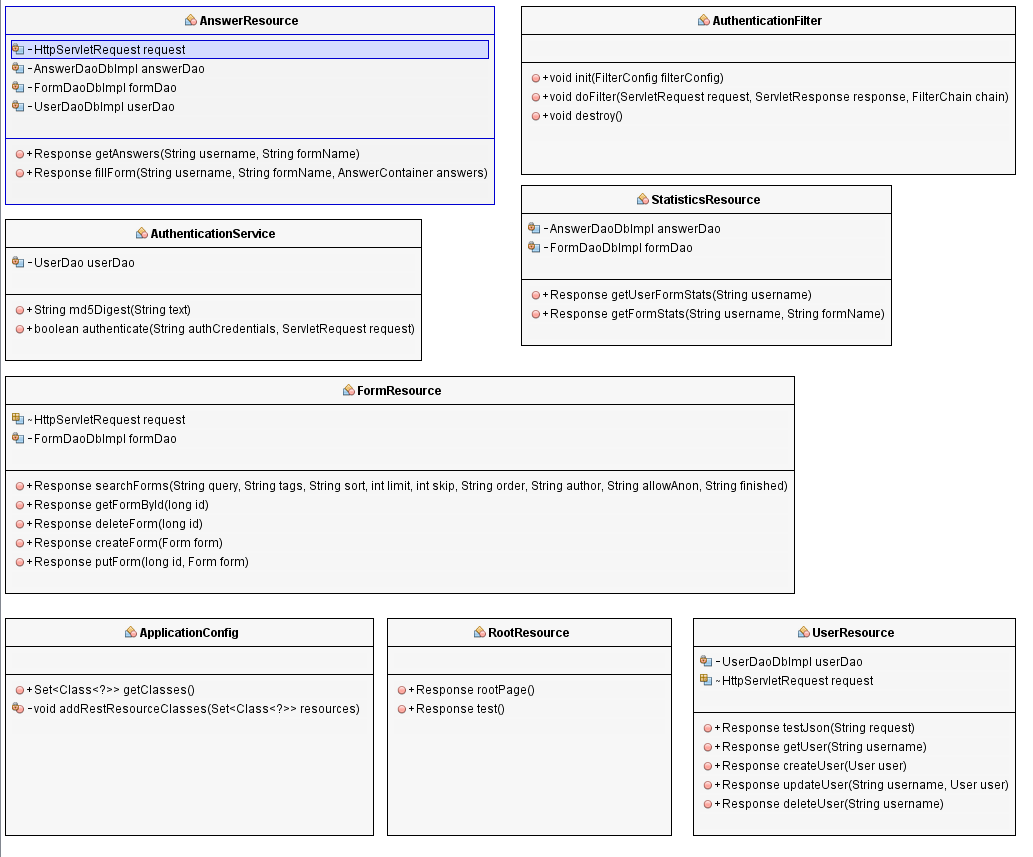 AnswerResource
-HttpServletRequest request
-AnswerDaoDbImpl answerDao
-FormDaoDbImpl formDao
-UserDaoDbImpl userDao
+Response getAnswers(String username, String formName)
+Response fillForm(String username, String formName, AnswerContainer answers)
AuthenticationFilter
+void init(FilterConfig filterConfig)
+void doFilter(ServletRequest request, ServletResponse response, FilterChain chain)
+void destroy()
AuthenticationService
-UserDao userDao
+String md5Digest(String text)
+boolean authenticate(String authCredentials, ServletRequest request)
StatisticsResource
-AnswerDaoDbImpl answerDao
-FormDaoDbImpl formDao
+Response getUserFormStats(String username)
+Response getFormStats(String username, String formName)
FormResource
~HttpServletRequest request
-FormDaoDbImpl formDao
+Response searchForms(String query, String tags, String sort, int limit, int skip, String order, String author, String allowAnon, String finished)
+Response getFormById(long id)
+Response deleteForm(long id)
+Response createForm(Form form)
+Response putForm(long id, Form form)
ApplicationConfig
+Set<Class<?>> getClasses()
-void addRestResourceClasses(Set<Class<?>> resources)
RootResource
+Response rootPage()
+Response test()
UserResource
-UserDaoDbImpl userDao
~HttpServletRequest request
+Response testJson(String request)
+Response getUser(String username)
+Response createUser(User user)
+Response updateUser(String username, User user)
+Response deleteUser(String username)